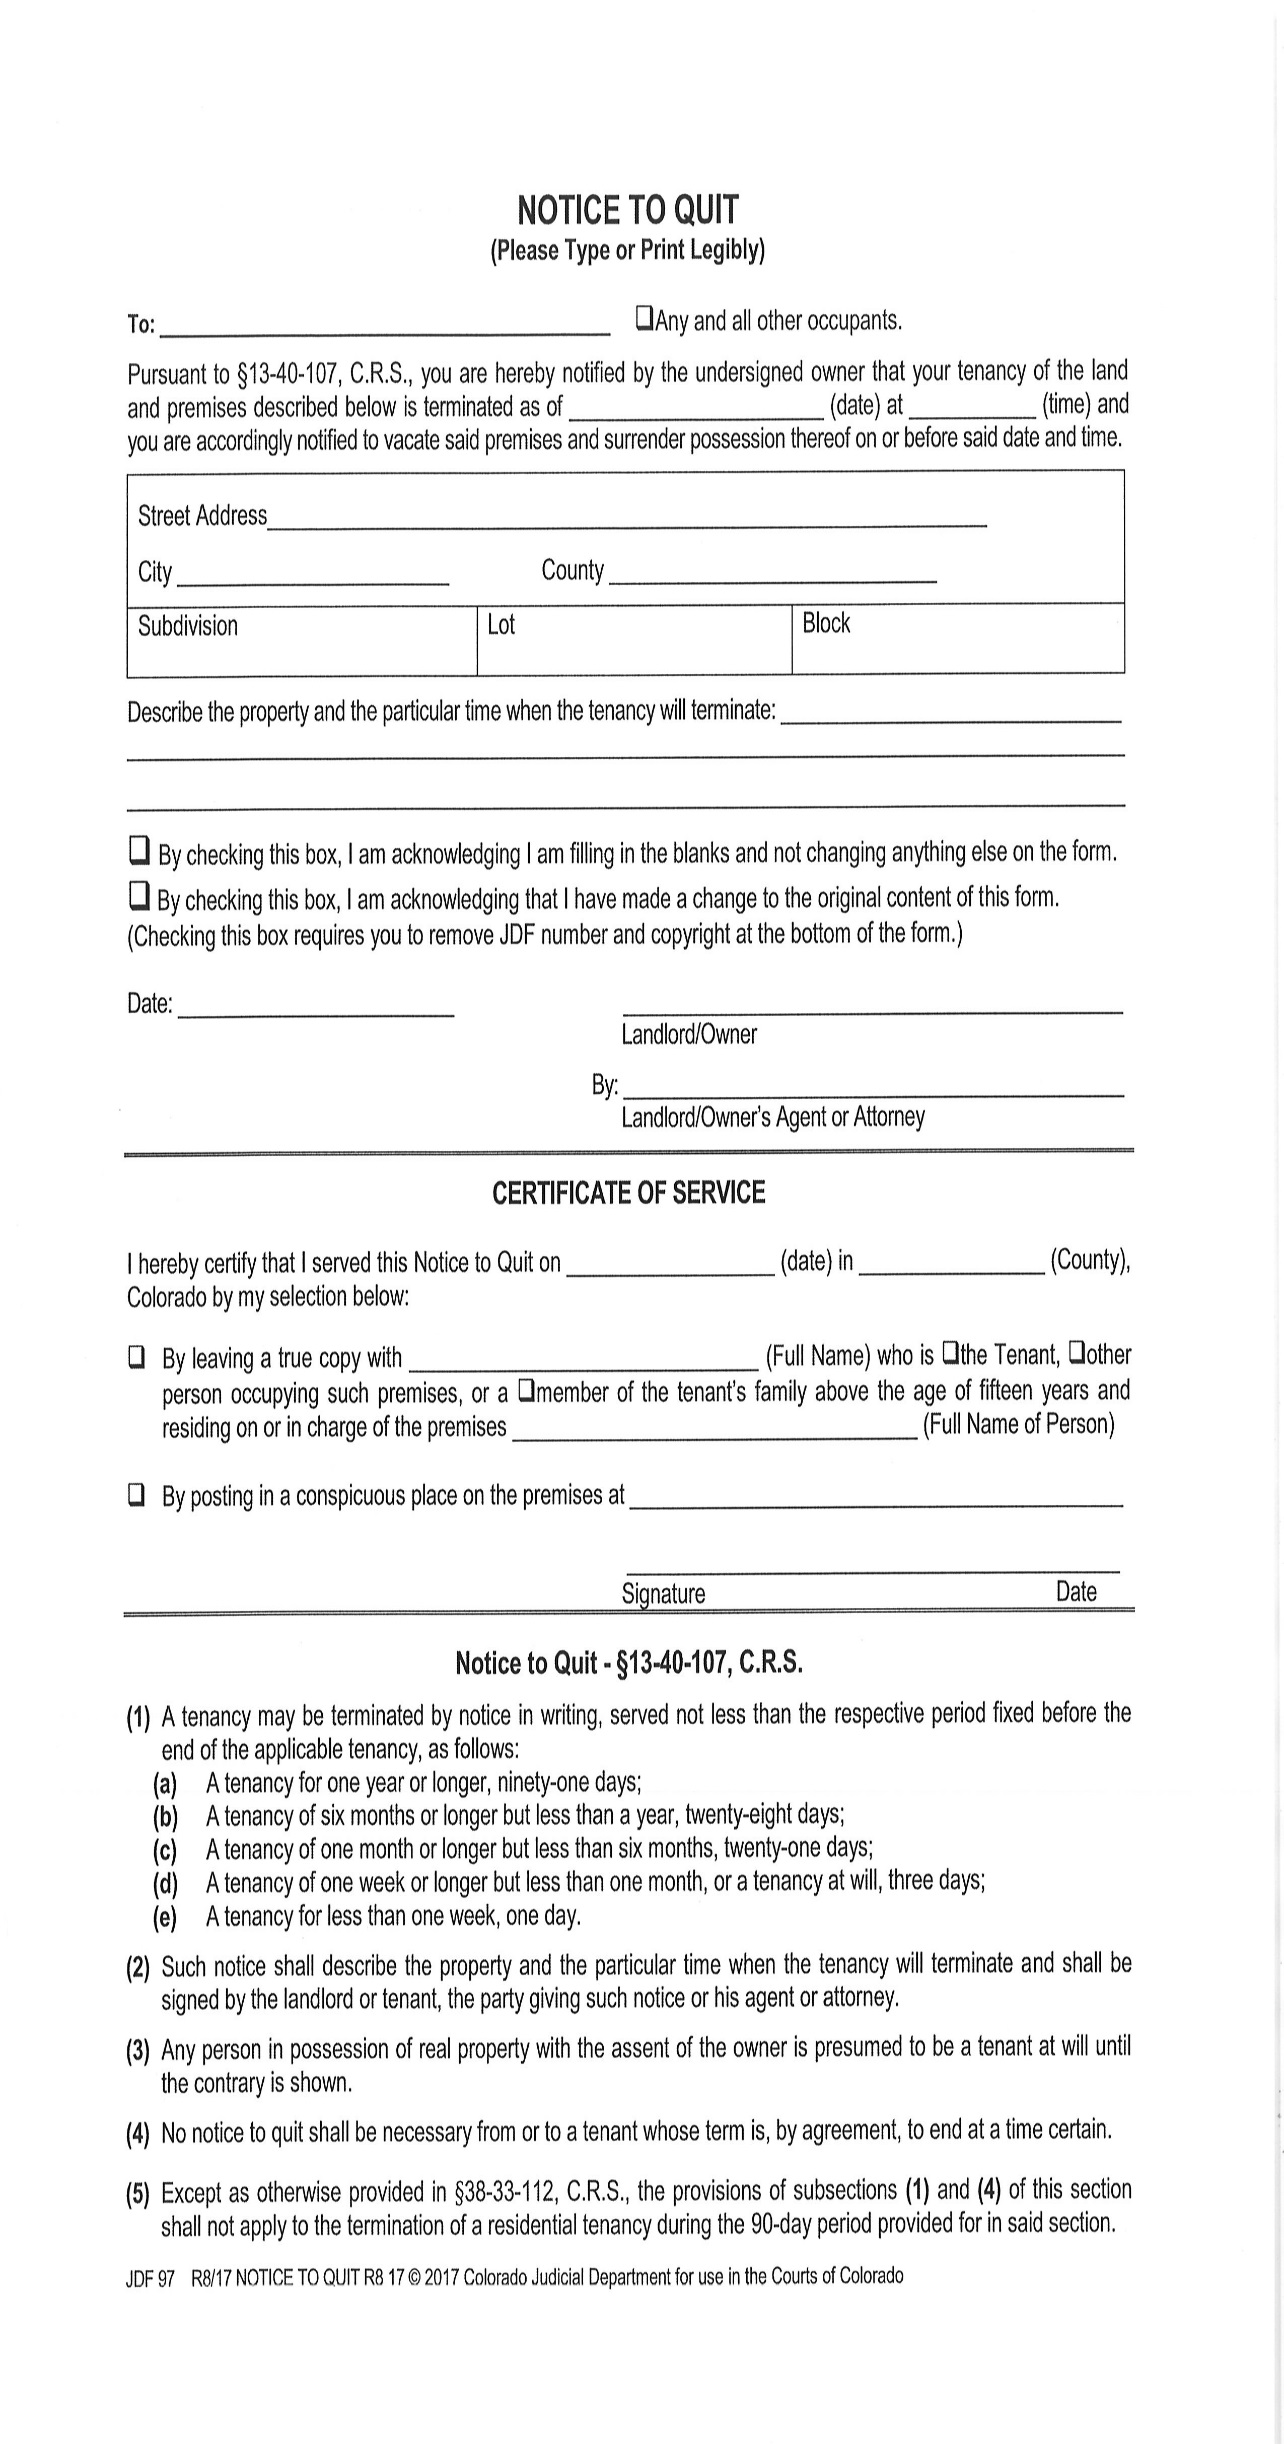 NOTICE TO QUIT
(Please Type or Print Legibly)
To: ______________________________ ❑Any and all other occupants.
Pursuant to §13-40-107, C.R.S., you are hereby notified by the undersigned owner that your tenancy of the land
and premises described below is terminated as of ____________________ (date) at __________ (time) and
you are accordingly notified to vacate said premises and surrender possession thereof on or before said date and time.
Street Address____________________
City ____________________ County ____________________
Subdivision Lot Block
Describe the property and the particular time when the tenancy will terminate: ____________________
❑ By checking this box, I am acknowledging I am filling in the blanks and not changing anything else on the form.
❑ By checking this box, I am acknowledging that I have made a change to the original content of this form.
(Checking this box requires you to remove JDF number and copyright at the bottom of the form.)
Date: ____________________
Landlord/Owner
By: ____________________
Landlord/Owner's Agent or Attorney
CERTIFICATE OF SERVICE
I hereby certify that I served this Notice to Quit on ________________ (date) in ______________ (County),
Colorado by my selection below:
❑ By leaving a true copy with ____________________ (Full Name) who is ❑the Tenant, ❑other
person occupying such premises, or a ❑member of the tenant's family above the age of fifteen years and
residing on or in charge of the premises ____________________ (Full Name of Person)
❑ By posting in a conspicuous place on the premises at ____________________
Signature Date
Notice to Quit - §13-40-107, C.R.S.
(1) A tenancy may be terminated by notice in writing, served not less than the respective period fixed before the
end of the applicable tenancy, as follows:
(a) A tenancy for one year or longer, ninety-one days;
(b) A tenancy of six months or longer but less than a year, twenty-eight days;
(c) A tenancy of one month or longer but less than six months, twenty-one days;
(d) A tenancy of one week or longer but less than one month, or a tenancy at will, three days;
(e) A tenancy for less than one week, one day.
(2) Such notice shall describe the property and the particular time when the tenancy will terminate and shall be
signed by the landlord or tenant, the party giving such notice or his agent or attorney.
(3) Any person in possession of real property with the assent of the owner is presumed to be a tenant at will until
the contrary is shown.
(4) No notice to quit shall be necessary from or to a tenant whose term is, by agreement, to end at a time certain.
(5) Except as otherwise provided in §38-33-112, C.R.S., the provisions of subsections (1) and (4) of this section
shall not apply to the termination of a residential tenancy during the 90-day period provided for in said section.
JDF 97 R8/17 NOTICE TO QUIT R8 17 © 2017 Colorado Judicial Department for use in the Courts of Colorado